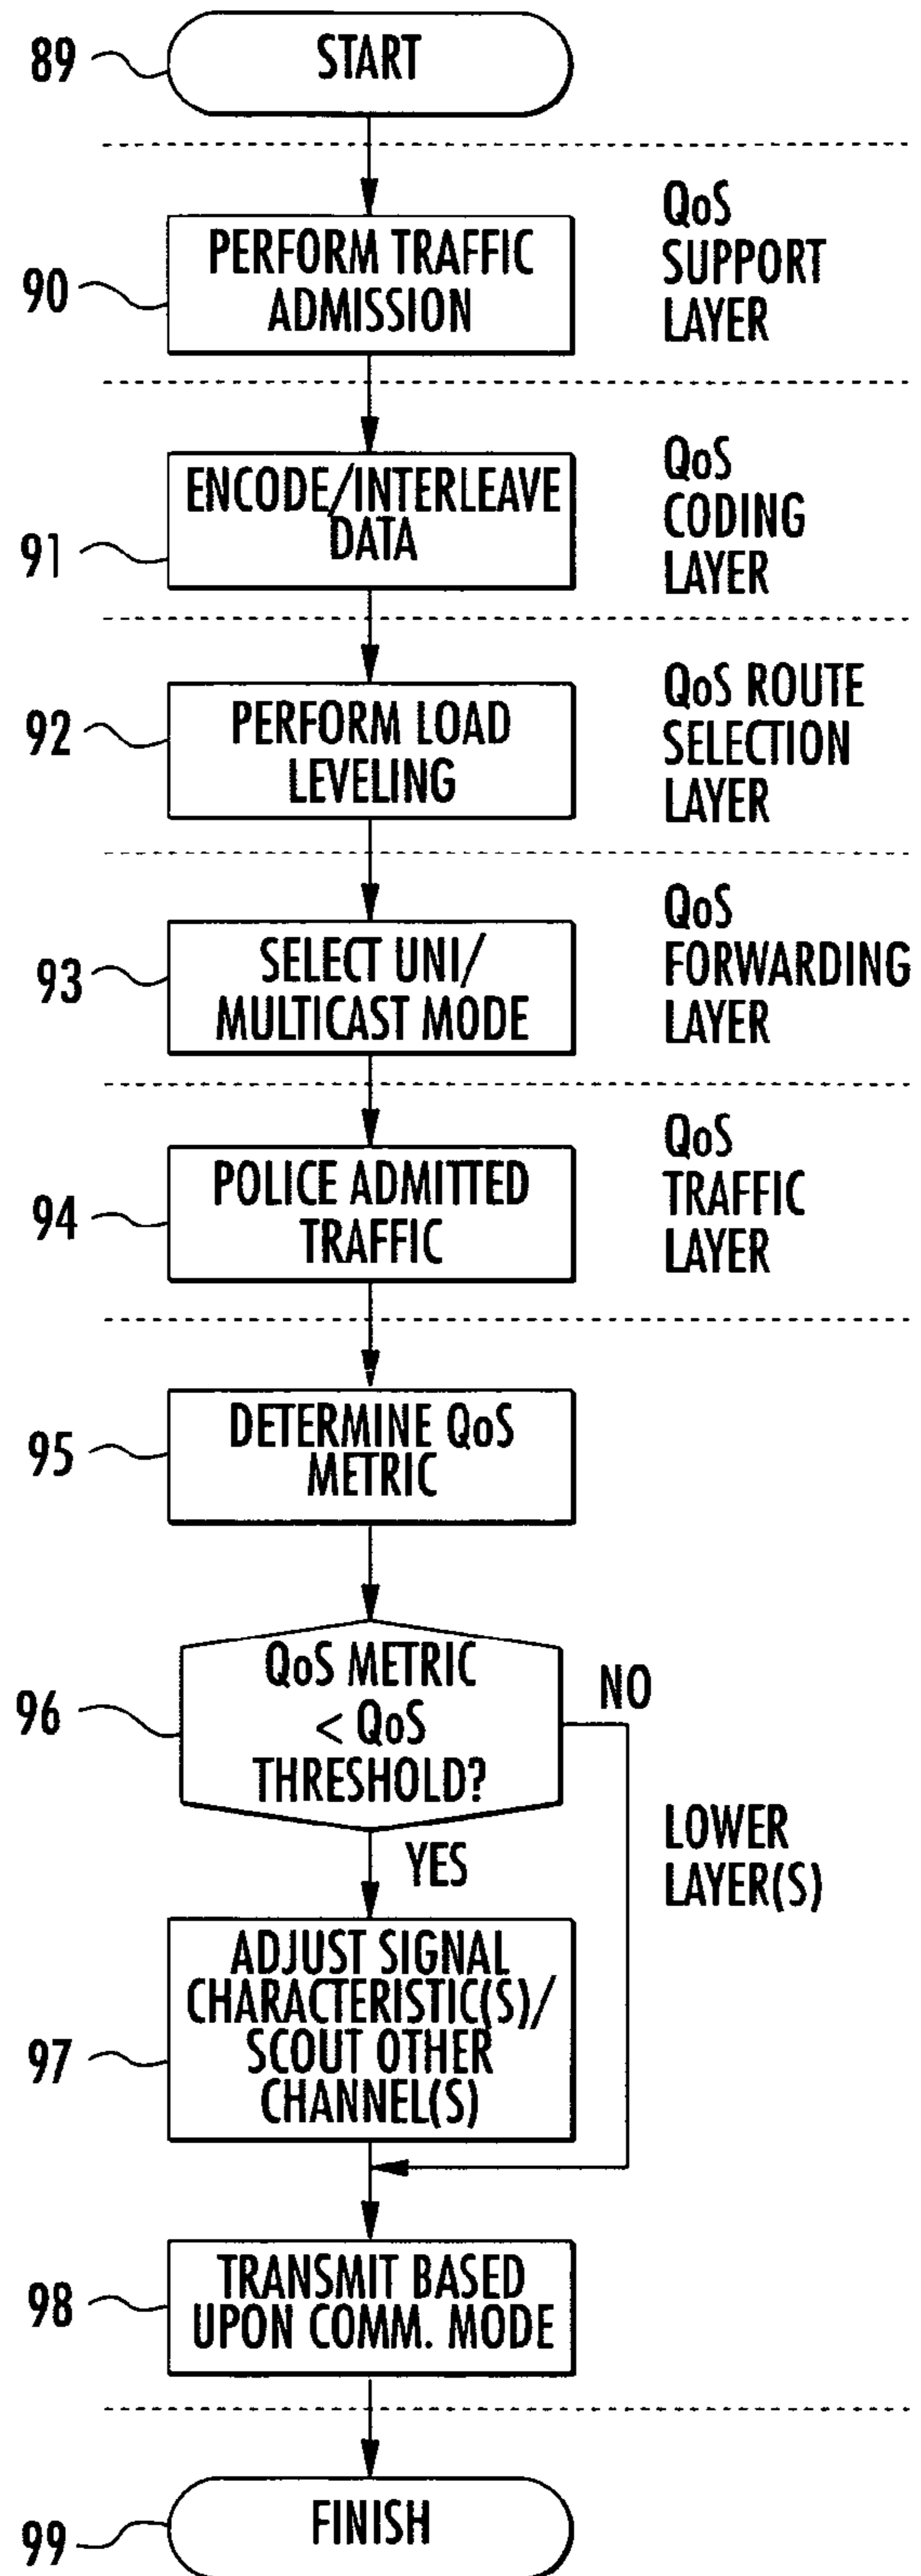 89
START
90
PERFORM TRAFFIC
ADMISSION
QoS
SUPPORT
LAYER
91
ENCODE/INTERLEAVE
DATA
QoS
CODING
LAYER
92
PERFORM LOAD
LEVELING
QoS ROUTE
SELECTION
LAYER
93
SELECT UNI/
MULTICAST MODE
QoS
FORWARDING
LAYER
94
POLICE ADMITTED
TRAFFIC
QoS
TRAFFIC
LAYER
95
DETERMINE QoS
METRIC
96
QoS METRIC
< QoS
THRESHOLD?
NO
YES
LOWER
LAYER(S)
97
ADJUST SIGNAL
CHARACTERISTIC(S)/
SCOUT OTHER
CHANNEL(S)
98
TRANSMIT BASED
UPON COMM. MODE
99
FINISH